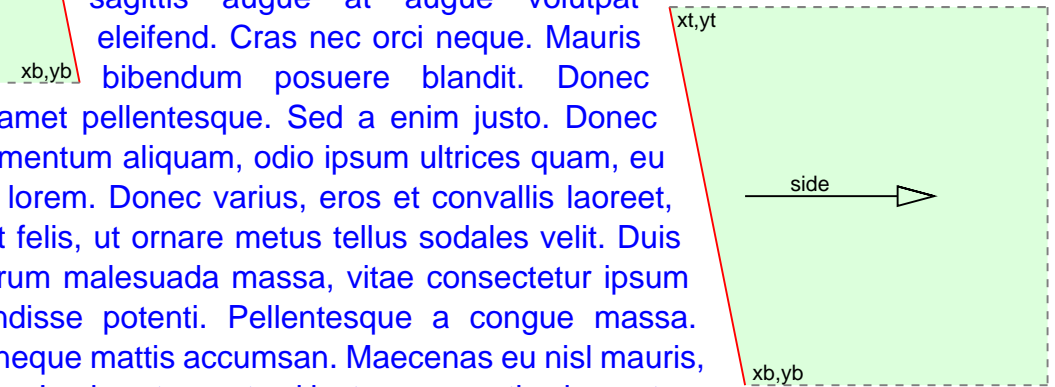 sagittis augue at augue volutpat
xt,yt
eleifend. Cras nec orci neque. Mauris
xb,yb
bibendum posuere blandit. Donec
amet pellentesque. Sed a enim justo. Donec
mentum aliquam, odio ipsum ultrices quam, eu
lorem. Donec varius, eros et convallis laoreet,
side
t felis, ut ornare metus tellus sodales velit. Duis
rum malesuada massa, vitae consectetur ipsum
ndisse potenti. Pellentesque a congue massa.
neque mattis accumsan. Maecenas eu nisl mauris,
xb,yb